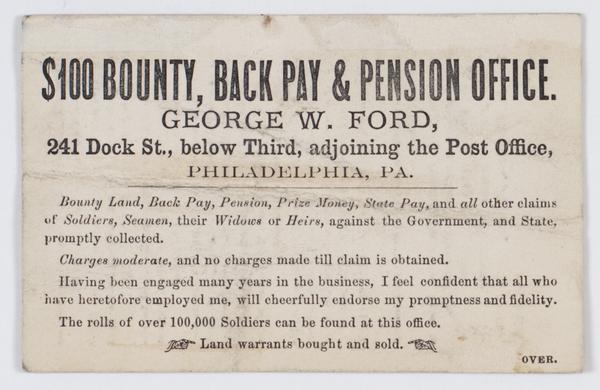 $100 BOUNTY, BACK PAY & PENSION OFFICE.
GEORGE W. FORD,
241 Dock St., below Third, adjoining the Post Office,
PHILADELPHIA, PA.
Bounty Land, Back Pay, Pension, Prize Money, State Pay, and all other claims
of Soldiers, Seamen, their Widows or Heirs, against the Government, and State,
promptly collected.
Charges moderate, and no charges made till claim is obtained.
Having been engaged many years in the business, I feel confident that all who
have heretofore employed me, will cheerfully endorse my promptness and fidelity.
The rolls of over 100,000 Soldiers can be found at this office.
Land warrants bought and sold.
OVER.